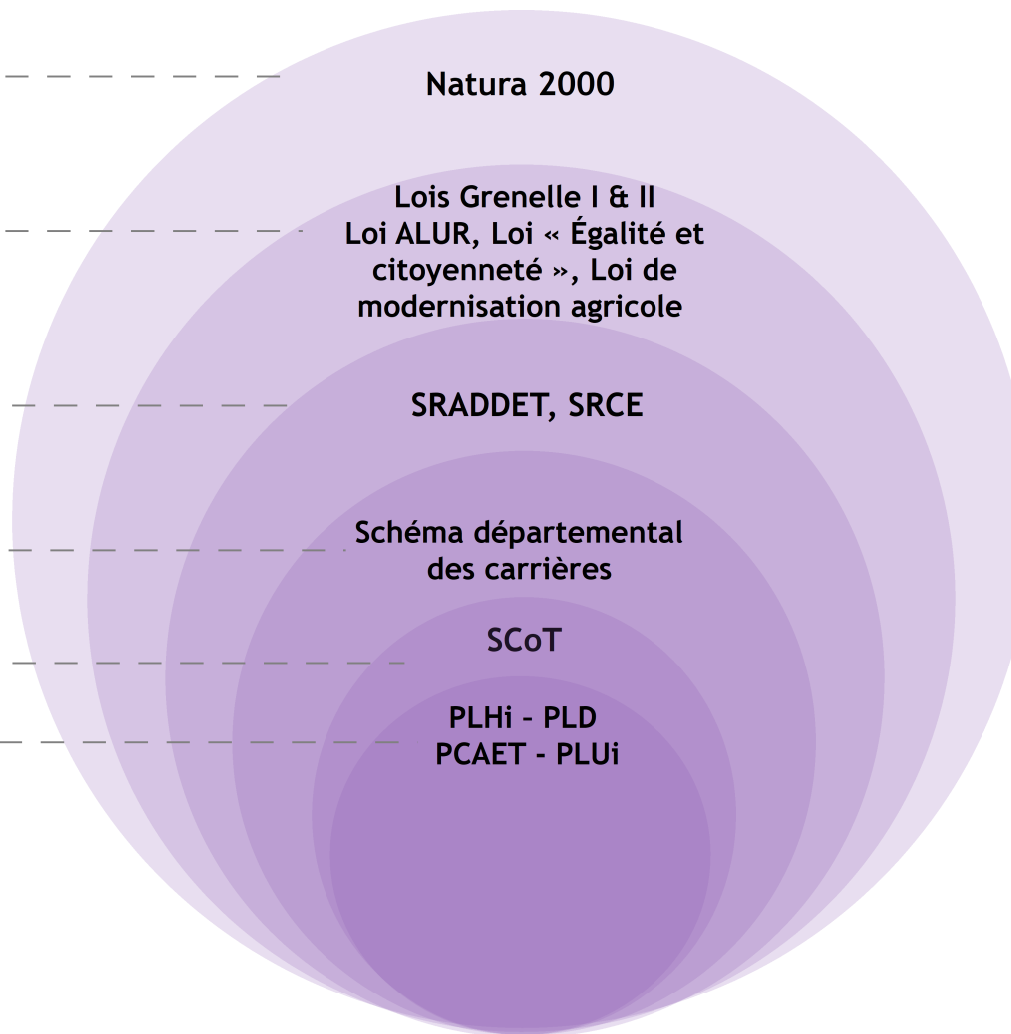 Natura 2000
Lois Grenelle I & II
Loi ALUR, Loi « Égalité et
citoyenneté », Loi de
modernisation agricole
SRADDET, SRCE
Schéma départemental
des carrières
SCoT
PLHi – PLD
PCAET - PLUi